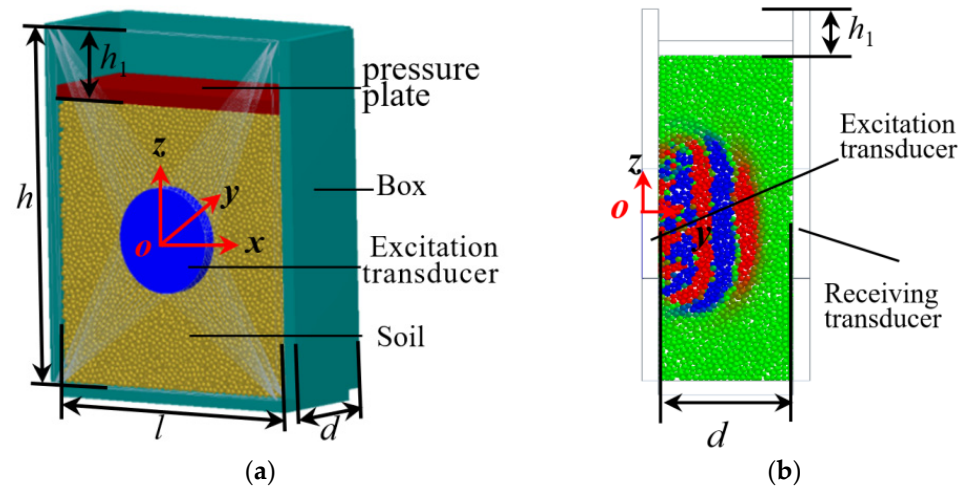 h₁
pressure
plate
z
y
h
Box
o
x
Excitation
transducer
Soil
l
d
(a)
h₁
Excitation
transducer
z
o
y
Receiving
transducer
d
(b)